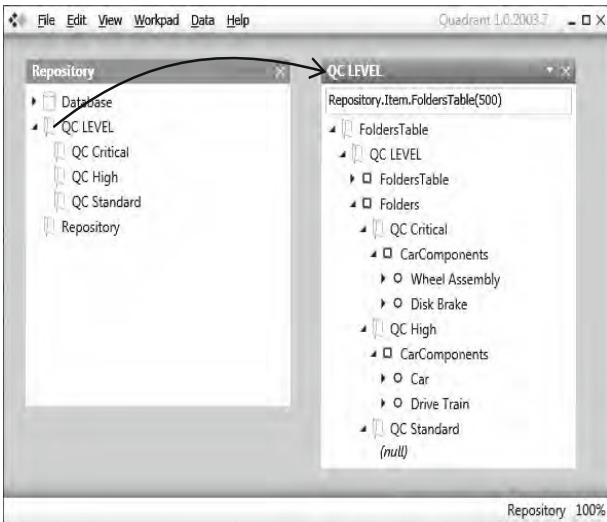 File Edit View Workpad Data Help
Quadrant 1.0.2003.7
Repository
Database
QC LEVEL
QC Critical
QC High
QC Standard
Repository
QC LEVEL
Repository.Item.FoldersTable(500)
FoldersTable
QC LEVEL
FoldersTable
Folders
QC Critical
CarComponents
Wheel Assembly
Disk Brake
QC High
CarComponents
Car
Drive Train
QC Standard
(null)
Repository 100%